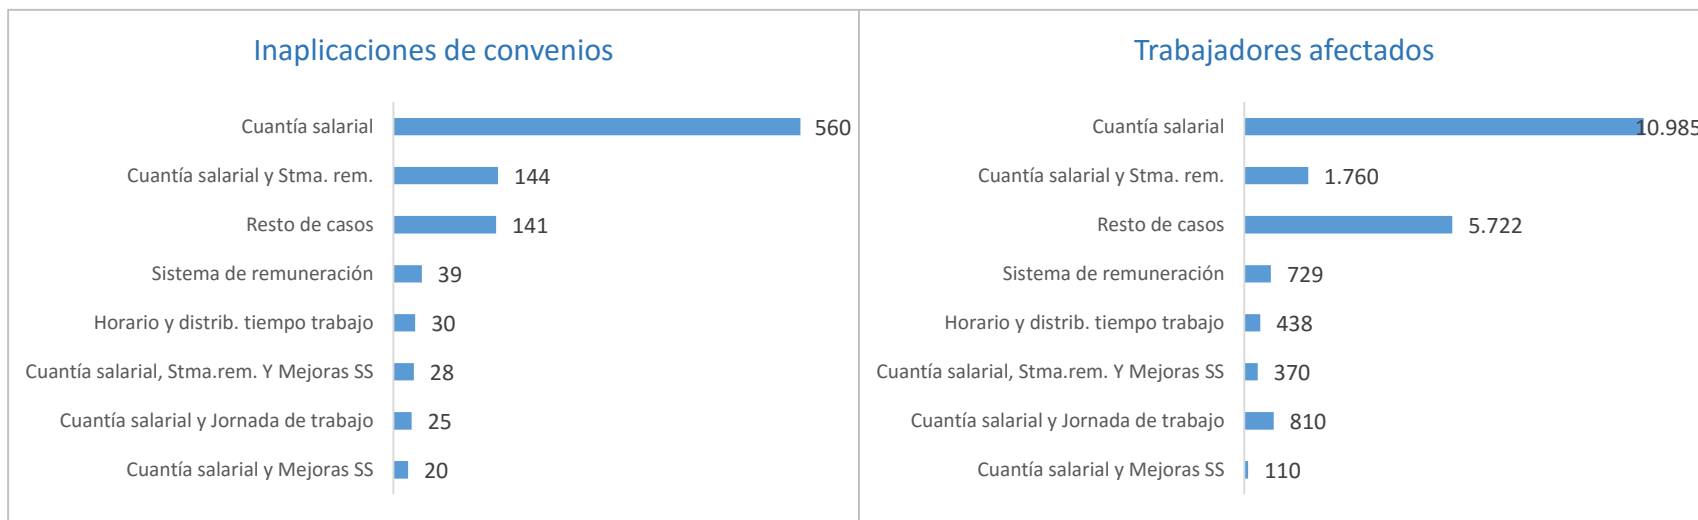 Inaplicaciones de convenios
Cuantía salarial 560
Cuantía salarial y Stma. rem. 144
Resto de casos 141
Sistema de remuneración 39
Horario y distrib. tiempo trabajo 30
Cuantía salarial, Stma.rem. Y Mejoras SS 28
Cuantía salarial y Jornada de trabajo 25
Cuantía salarial y Mejoras SS 20
Trabajadores afectados
Cuantía salarial 10.985
Cuantía salarial y Stma. rem. 1.760
Resto de casos 5.722
Sistema de remuneración 729
Horario y distrib. tiempo trabajo 438
Cuantía salarial, Stma.rem. Y Mejoras SS 370
Cuantía salarial y Jornada de trabajo 810
Cuantía salarial y Mejoras SS 110